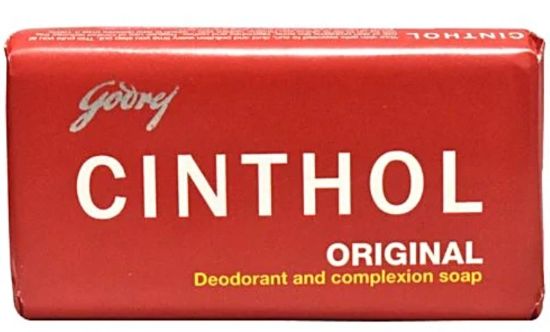 CINTHOL
Godrej
CINTHOL
ORIGINAL
Deodorant and complexion soap